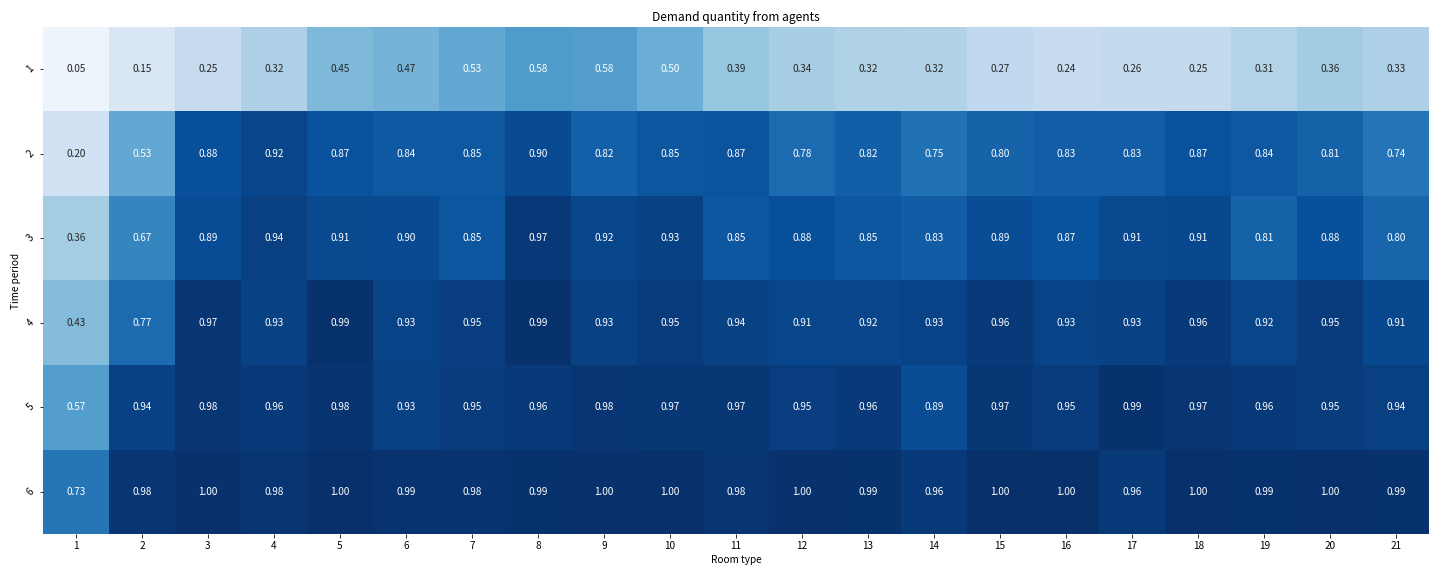 Demand quantity from agents
Time period
1 0.05 0.15 0.25 0.32 0.45 0.47 0.53 0.58 0.58 0.50 0.39 0.34 0.32 0.32 0.27 0.24 0.26 0.25 0.31 0.36 0.33
2 0.20 0.53 0.88 0.92 0.87 0.84 0.85 0.90 0.82 0.85 0.87 0.78 0.82 0.75 0.80 0.83 0.83 0.87 0.84 0.81 0.74
3 0.36 0.67 0.89 0.94 0.91 0.90 0.85 0.97 0.92 0.93 0.85 0.88 0.85 0.83 0.89 0.87 0.91 0.91 0.81 0.88 0.80
4 0.43 0.77 0.97 0.93 0.99 0.93 0.95 0.99 0.93 0.95 0.94 0.91 0.92 0.93 0.96 0.93 0.93 0.96 0.92 0.95 0.91
5 0.57 0.94 0.98 0.96 0.98 0.93 0.95 0.96 0.98 0.97 0.97 0.95 0.96 0.89 0.97 0.95 0.99 0.97 0.96 0.95 0.94
6 0.73 0.98 1.00 0.98 1.00 0.99 0.98 0.99 1.00 1.00 0.98 1.00 0.99 0.96 1.00 1.00 0.96 1.00 0.99 1.00 0.99
1 2 3 4 5 6 7 8 9 10 11 12 13 14 15 16 17 18 19 20 21
Room type